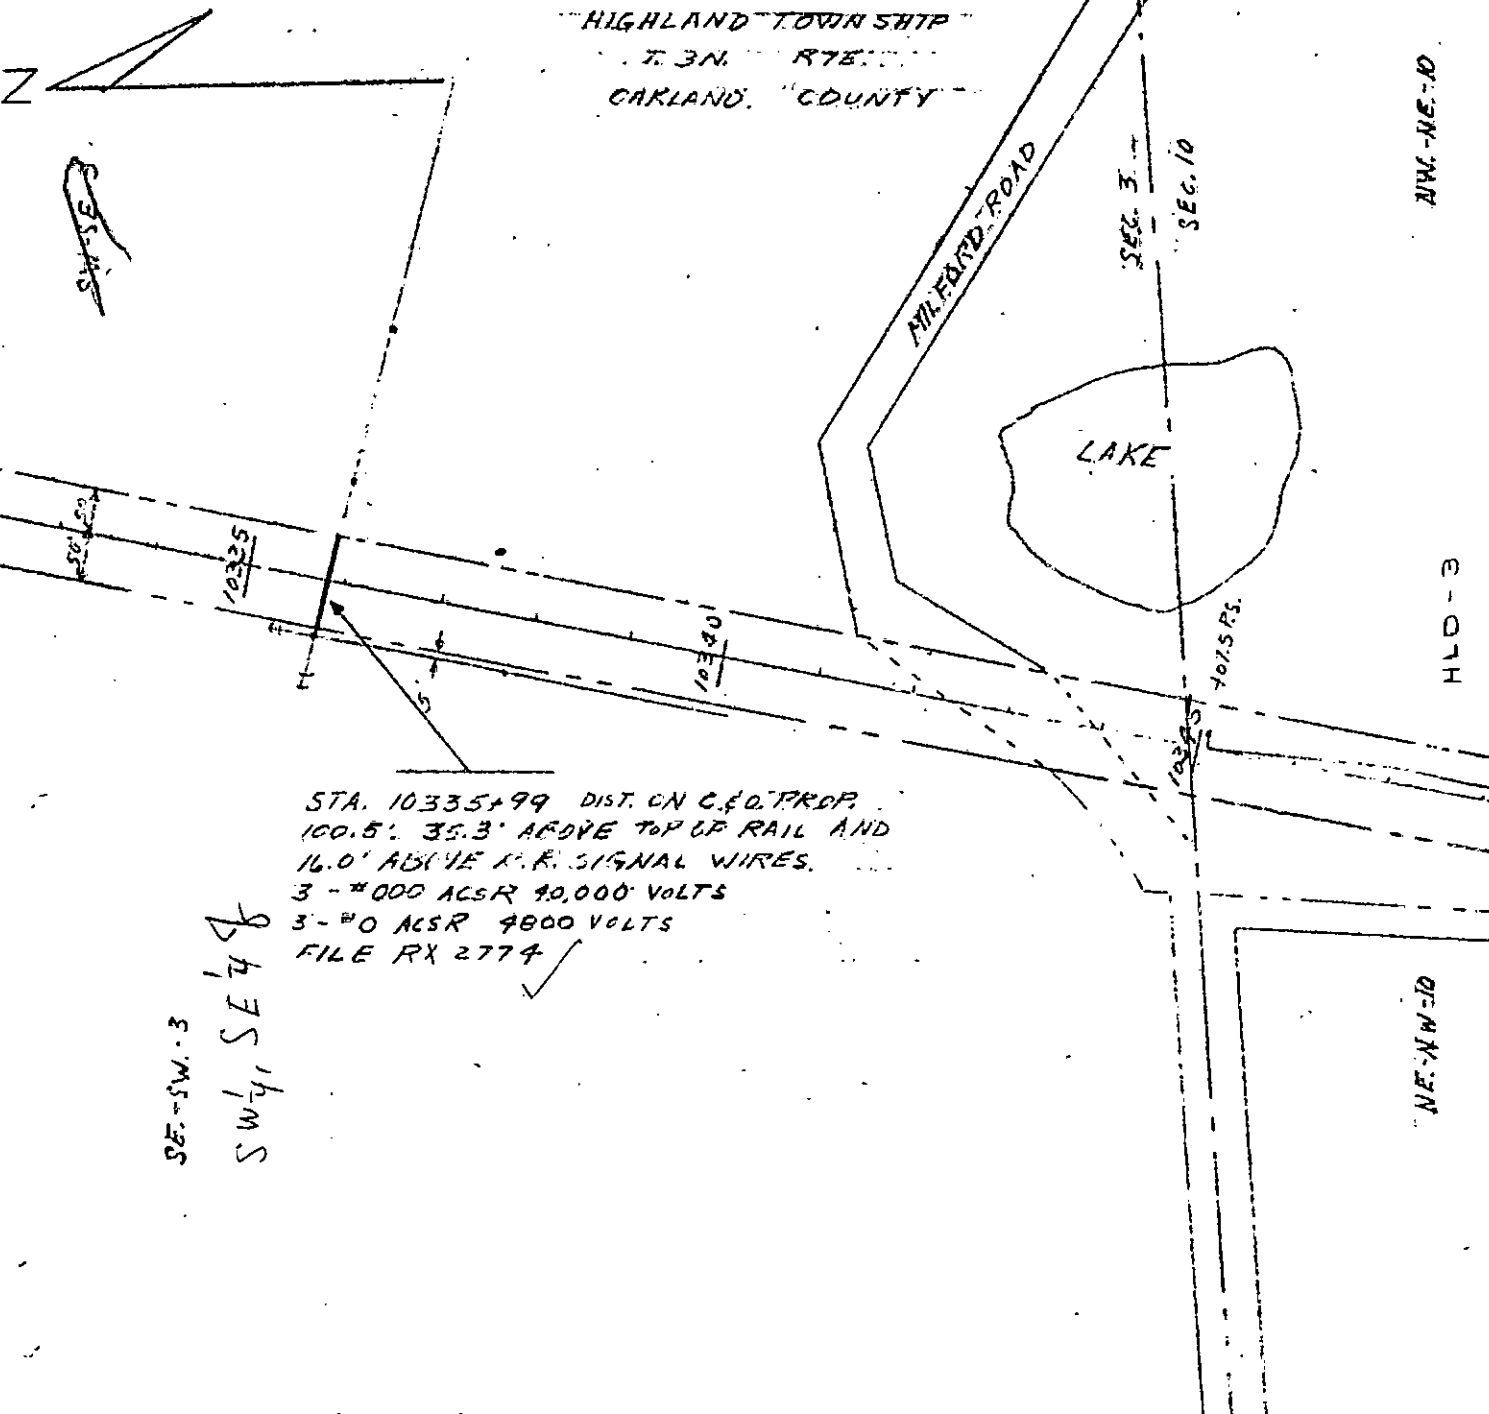 HIGHLAND TOWNSHIP
T. 3N. R7E.
OAKLAND. COUNTY
N
SW-SE-3
MILFORD ROAD
SEC. 3
SEC. 10
NW.-NE.-10
LAKE
50'
50'
10335
10340
5'
10345
+07.5 P.S.
HLD-3
STA. 10335+99 DIST. ON C.&O. PROP.
100.5'. 35.3' ABOVE TOP OF RAIL AND
16.0' ABOVE R.R. SIGNAL WIRES.
3 - #000 ACSR 40,000 VOLTS
3 - #0 ACSR 4800 VOLTS
FILE RX 2774
SE.-SW.-3
SW 1/4, SE 1/4
NE.-NW-10